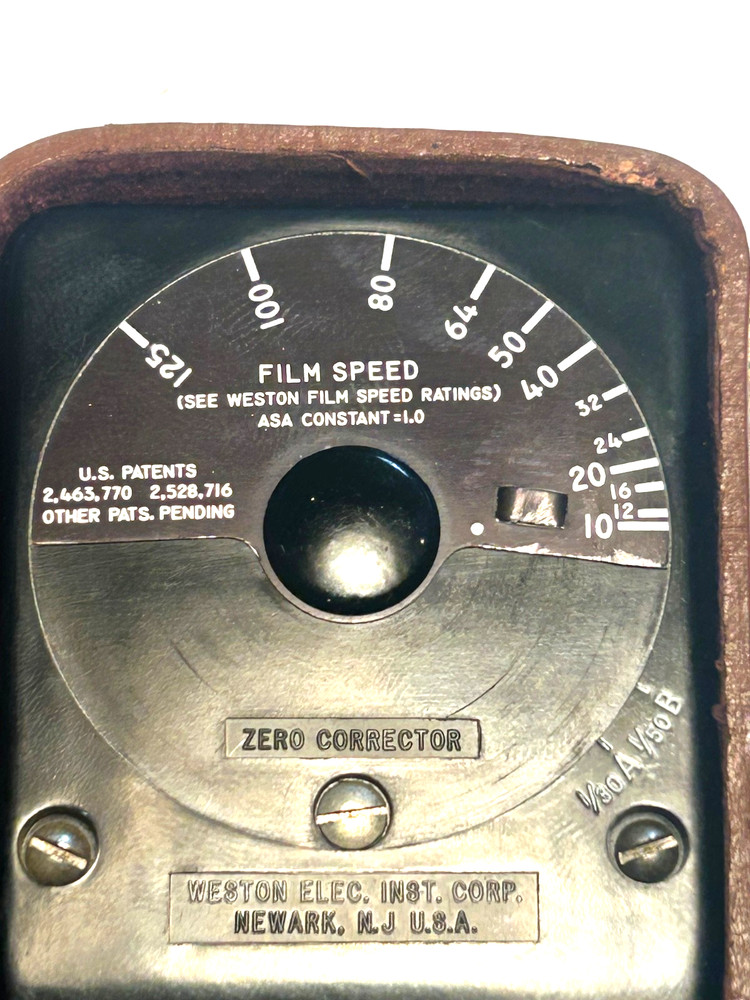 125
100
80
64
50
40
32
24
20
16
12
10
FILM SPEED
(SEE WESTON FILM SPEED RATINGS)
ASA CONSTANT=1.0
U.S. PATENTS
2,463,770 2,528,716
OTHER PATS. PENDING
1/30 A 1/50 B
ZERO CORRECTOR
WESTON ELEC. INST. CORP.
NEWARK, N.J U.S.A.